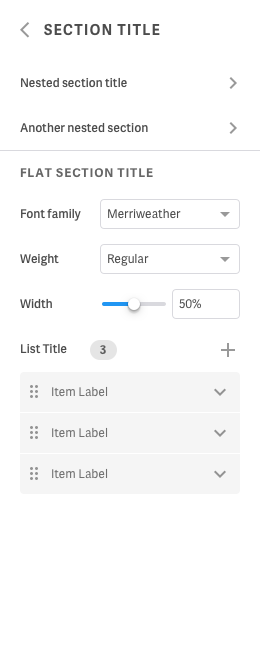 SECTION TITLE
Nested section title
Another nested section
FLAT SECTION TITLE
Font family Merriweather
Weight Regular
Width 50%
List Title 3
Item Label
Item Label
Item Label